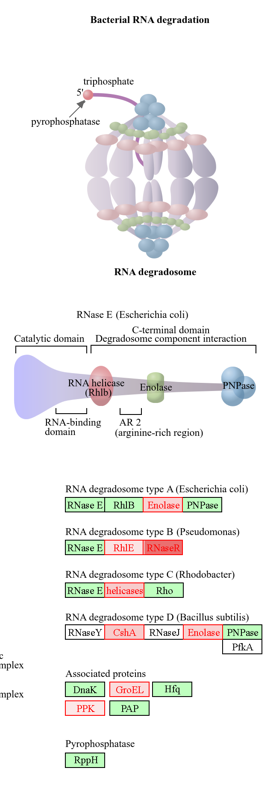 Bacterial RNA degradation
triphosphate
5'
pyrophosphatase
RNA degradosome
RNase E (Escherichia coli)
C-terminal domain
Catalytic domain Degradosome component interaction
RNA helicase
(Rhlb)
Enolase
PNPase
RNA-binding
domain
AR 2
(arginine-rich region)
RNA degradosome type A (Escherichia coli)
RNase E RhlB Enolase PNPase
RNA degradosome type B (Pseudomonas)
RNase E RhlE RNaseR
RNA degradosome type C (Rhodobacter)
RNase E helicases Rho
RNA degradosome type D (Bacillus subtilis)
RNaseY CshA RNaseJ Enolase PNPase
PfkA
c
mplex
mplex
Associated proteins
DnaK GroEL Hfq
PPK PAP
Pyrophosphatase
RppH